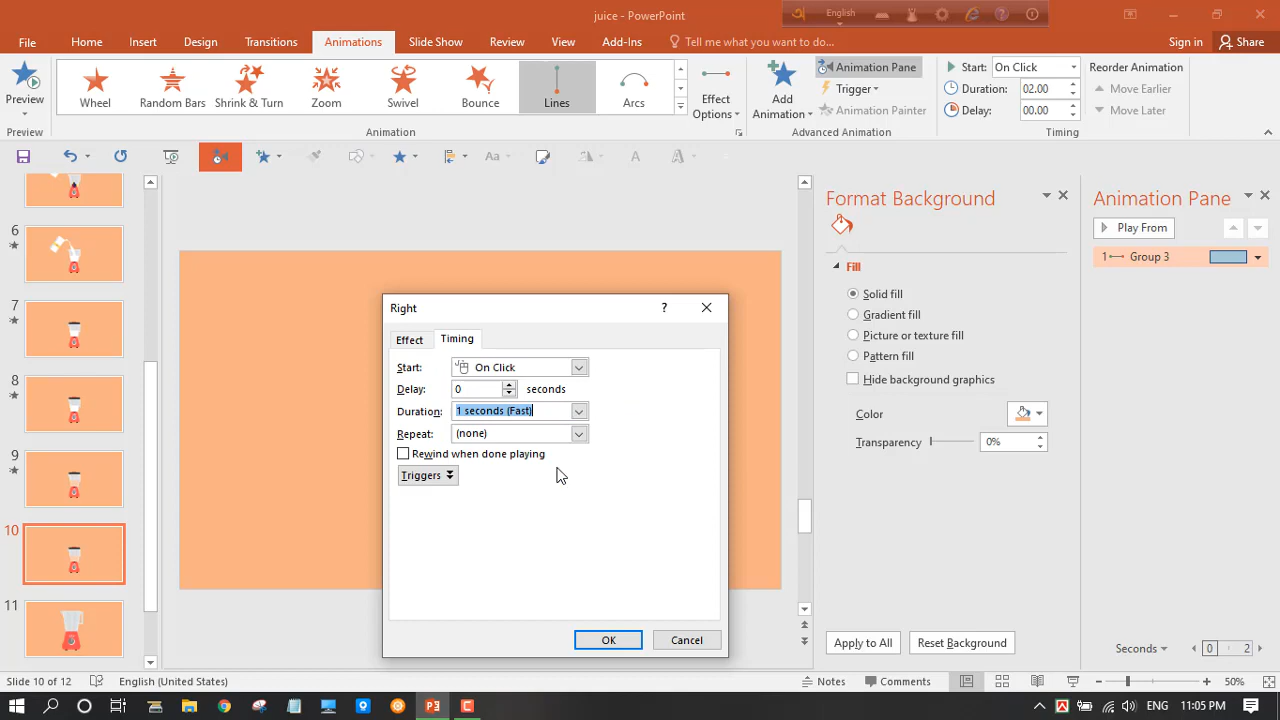 juice - PowerPoint
English
File
Home
Insert
Design
Transitions
Animations
Slide Show
Review
View
Add-Ins
Tell me what you want to do...
Sign in
Share
Preview
Wheel
Random Bars
Shrink & Turn
Zoom
Swivel
Bounce
Lines
Arcs
Effect
Options
Add
Animation
Animation Pane
Trigger
Animation Painter
Start: On Click
Duration: 02.00
Delay: 00.00
Reorder Animation
Move Earlier
Move Later
Preview
Animation
Advanced Animation
Timing
Aa
A
A
6
7
8
9
10
11
Right
?
Effect
Timing
Start: On Click
Delay: 0 seconds
Duration: 1 seconds (Fast)
Repeat: (none)
Rewind when done playing
Triggers
OK
Cancel
Format Background
Fill
Solid fill
Gradient fill
Picture or texture fill
Pattern fill
Hide background graphics
Color
Transparency 0%
Apply to All
Reset Background
Animation Pane
Play From
1 Group 3
Seconds 0 2
Slide 10 of 12
English (United States)
Notes
Comments
50%
ENG
11:05 PM